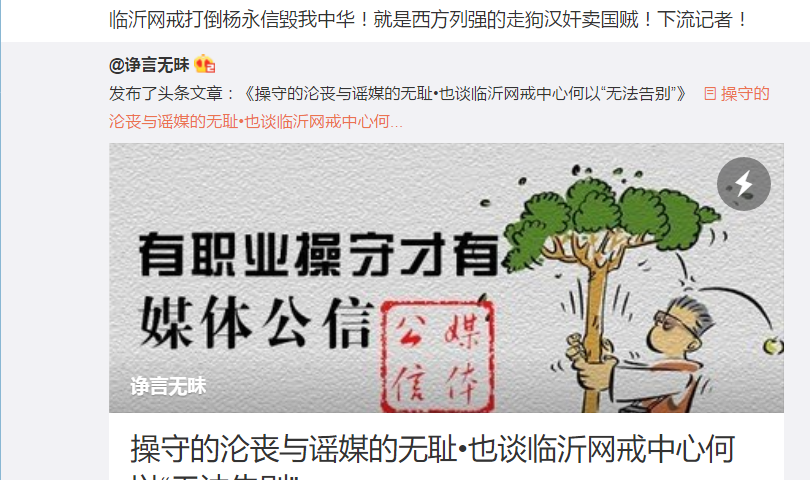 临沂网戒打倒杨永信毁我中华！就是西方列强的走狗汉奸卖国贼！下流记者！
@诤言无昧
发布了头条文章：《操守的沦丧与谣媒的无耻•也谈临沂网戒中心何以“无法告别”》 操守的
沦丧与谣媒的无耻•也谈临沂网戒中心何...
有职业操守才有
媒体公信
公 媒
信 体
诤言无昧
操守的沦丧与谣媒的无耻•也谈临沂网戒中心何
以“无法告别”